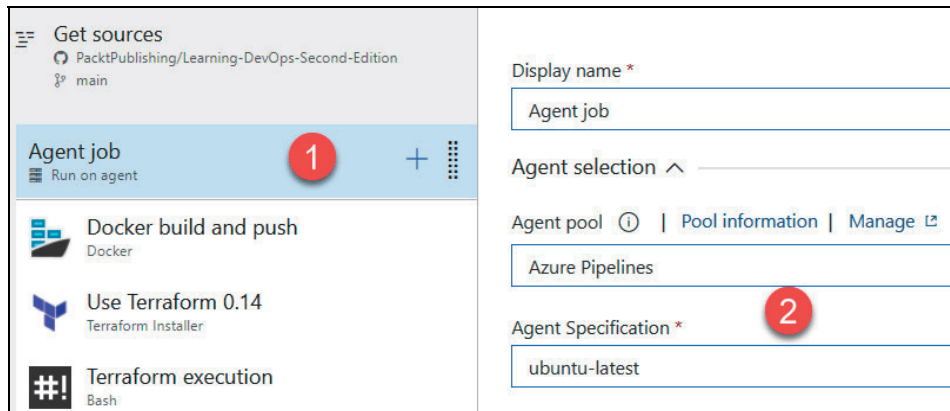 Get sources
PacktPublishing/Learning-DevOps-Second-Edition
main
Agent job
Run on agent
1
Docker build and push
Docker
Use Terraform 0.14
Terraform Installer
#!
Terraform execution
Bash
Display name *
Agent job
Agent selection
Agent pool | Pool information | Manage
Azure Pipelines
2
Agent Specification *
ubuntu-latest